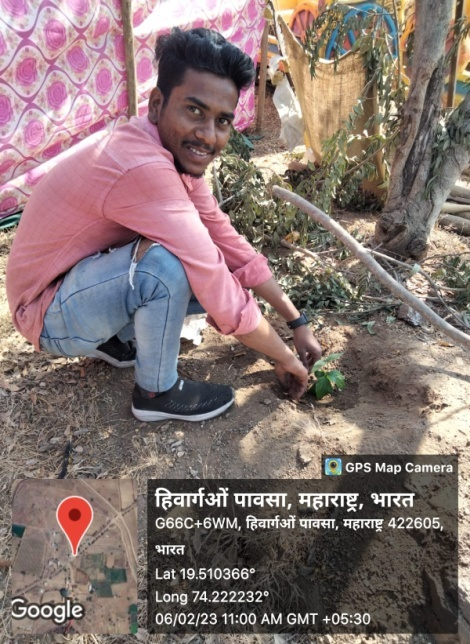 GPS Map Camera
हिवार्गओं पावसा, महाराष्ट्र, भारत
G66C+6WM, हिवार्गओं पावसा, महाराष्ट्र 422605,
भारत
Lat 19.510366°
Long 74.222232°
06/02/23 11:00 AM GMT +05:30
Google